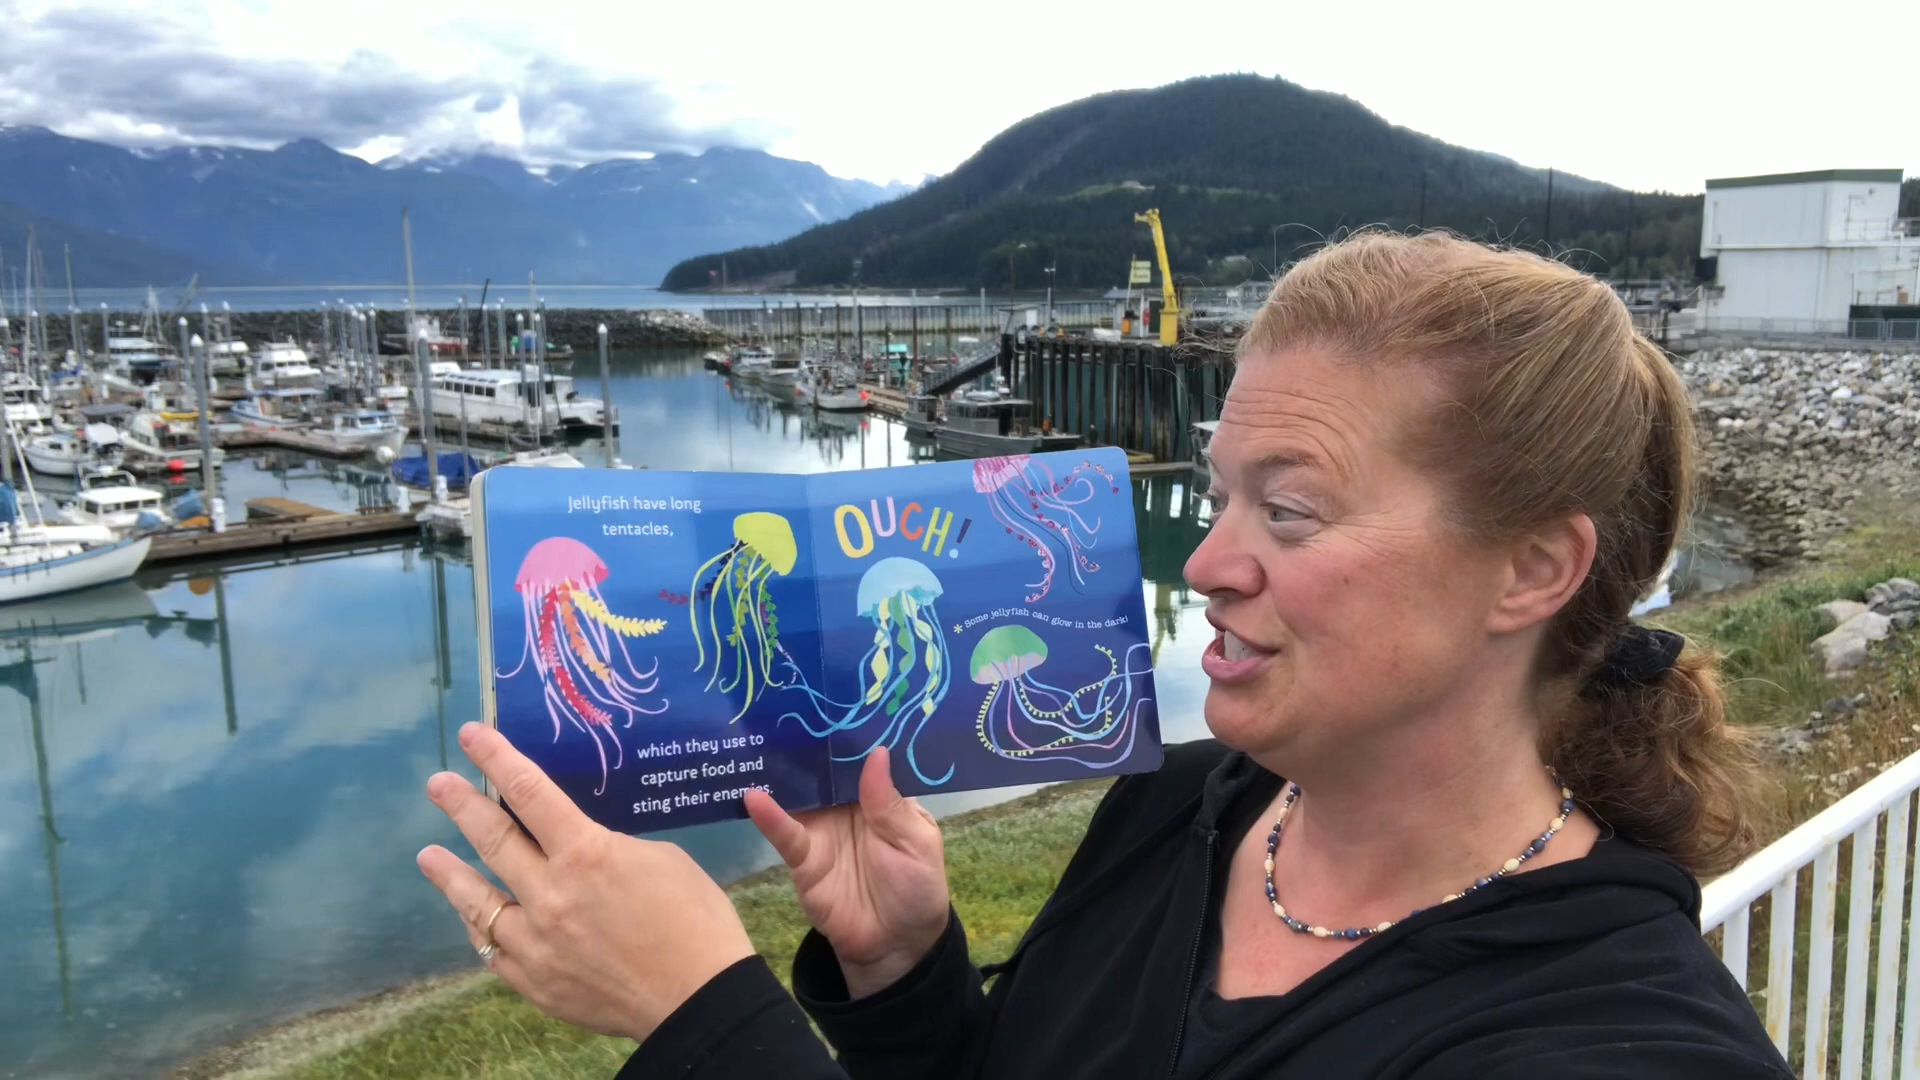 Jellyfish have long
tentacles,
which they use to
capture food and
sting their enemies.
OUCH!
* Some jellyfish can glow in the dark!